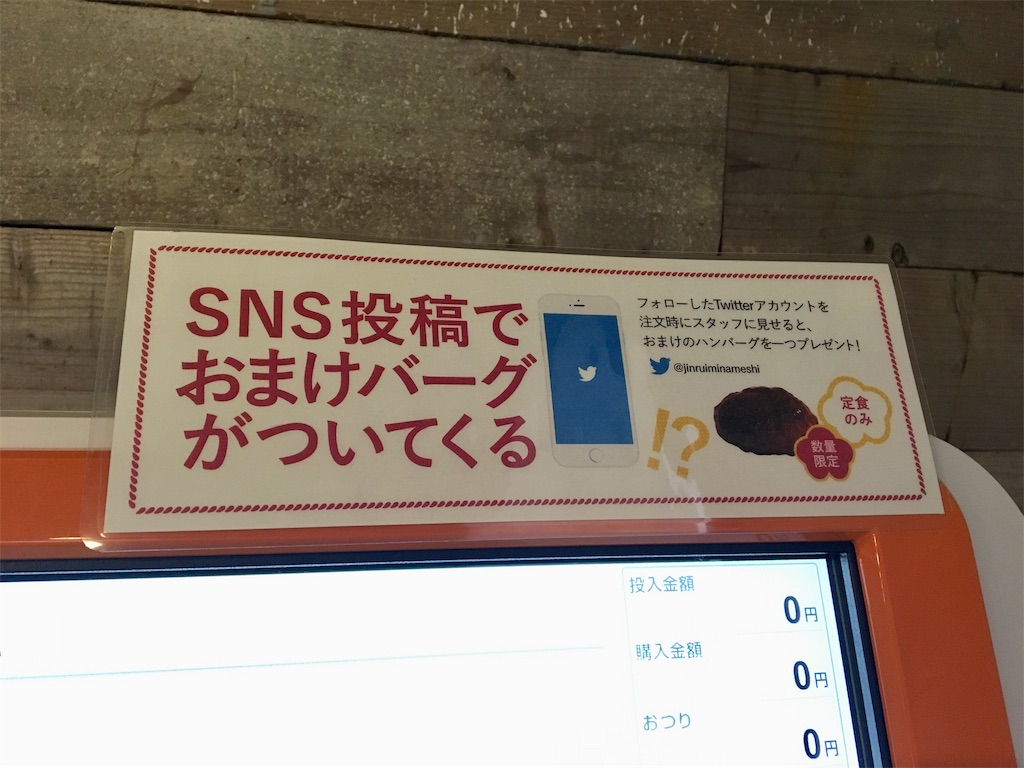 SNS投稿で
おまけバーグ
がついてくる
フォローしたTwitterアカウントを
注文時にスタッフに見せると、
おまけのハンバーグを一つプレゼント!
@jinruiminameshi
!?
定食
のみ
数量
限定
投入金額
0円
購入金額
0円
おつり
0円